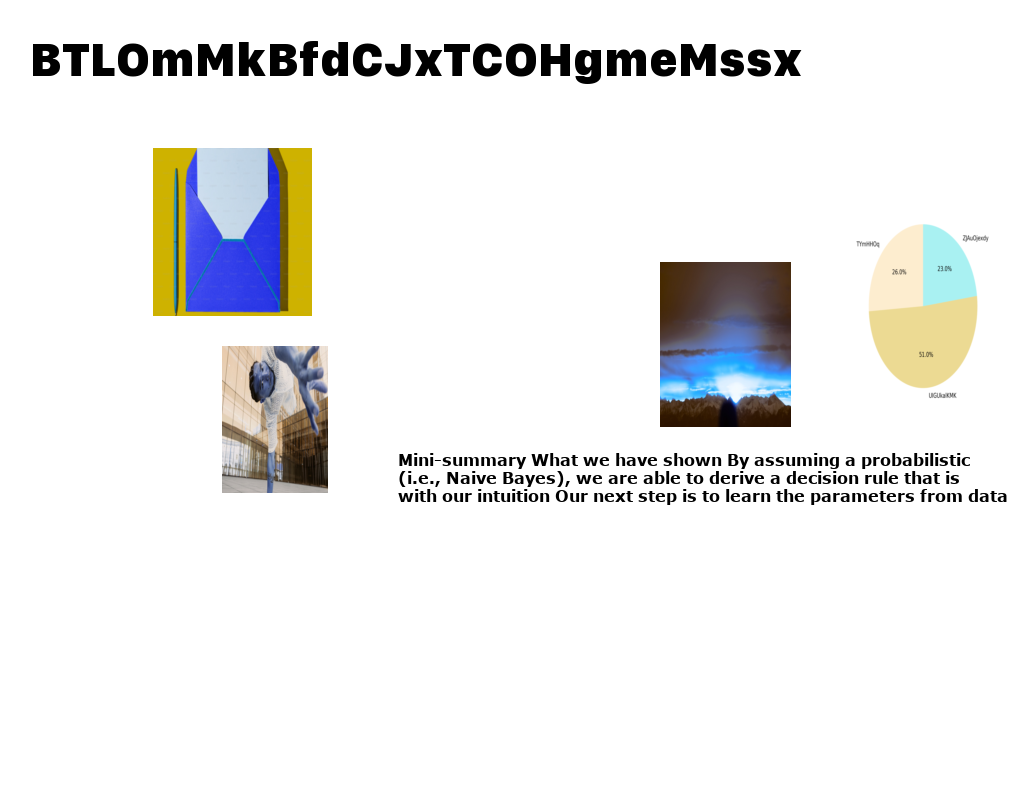 BTLOmMkBfdCJxTCOHgmeMssx
TYmHHOq
ZjAuOjexdy
26.0%
23.0%
51.0%
UIGUkaIKMK
Mini-summary What we have shown By assuming a probabilistic
(i.e., Naive Bayes), we are able to derive a decision rule that is
with our intuition Our next step is to learn the parameters from data